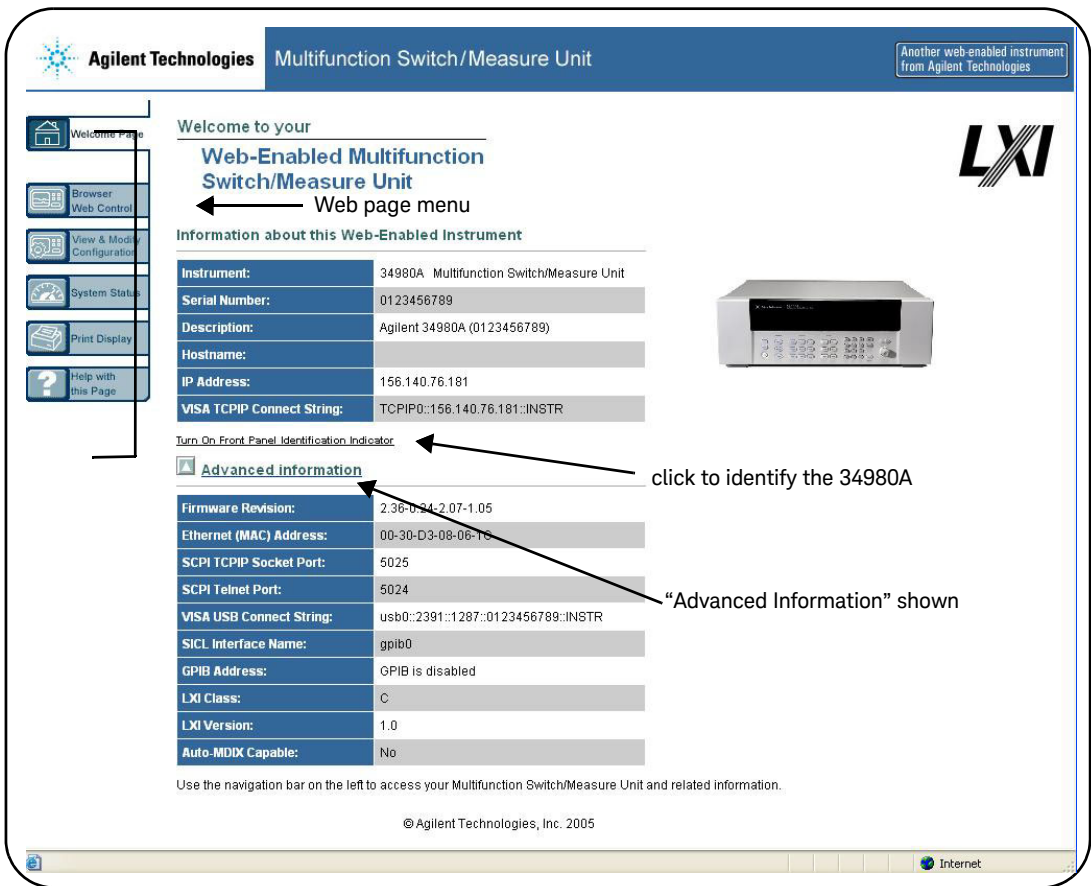 Agilent Technologies
Multifunction Switch/Measure Unit
Another web-enabled instrument
from Agilent Technologies
Welcome Page
Browser
Web Control
View & Modify
Configuration
System Status
Print Display
Help with
this Page
Welcome to your
Web-Enabled Multifunction
Switch/Measure Unit
Web page menu
LXI
Information about this Web-Enabled Instrument
Instrument: 34980A Multifunction Switch/Measure Unit
Serial Number: 0123456789
Description: Agilent 34980A (0123456789)
Hostname:
IP Address: 156.140.76.181
VISA TCPIP Connect String: TCPIP0::156.140.76.181::INSTR
Turn On Front Panel Identification Indicator
click to identify the 34980A
Advanced information
Firmware Revision: 2.36-0.24-2.07-1.05
Ethernet (MAC) Address: 00-30-D3-08-06-
SCPI TCPIP Socket Port: 5025
SCPI Telnet Port: 5024
“Advanced Information” shown
VISA USB Connect String: usb0::2391::1287::0123456789::INSTR
SICL Interface Name: gpib0
GPIB Address: GPIB is disabled
LXI Class: C
LXI Version: 1.0
Auto-MDIX Capable: No
Use the navigation bar on the left to access your Multifunction Switch/Measure Unit and related information.
© Agilent Technologies, Inc. 2005
Internet